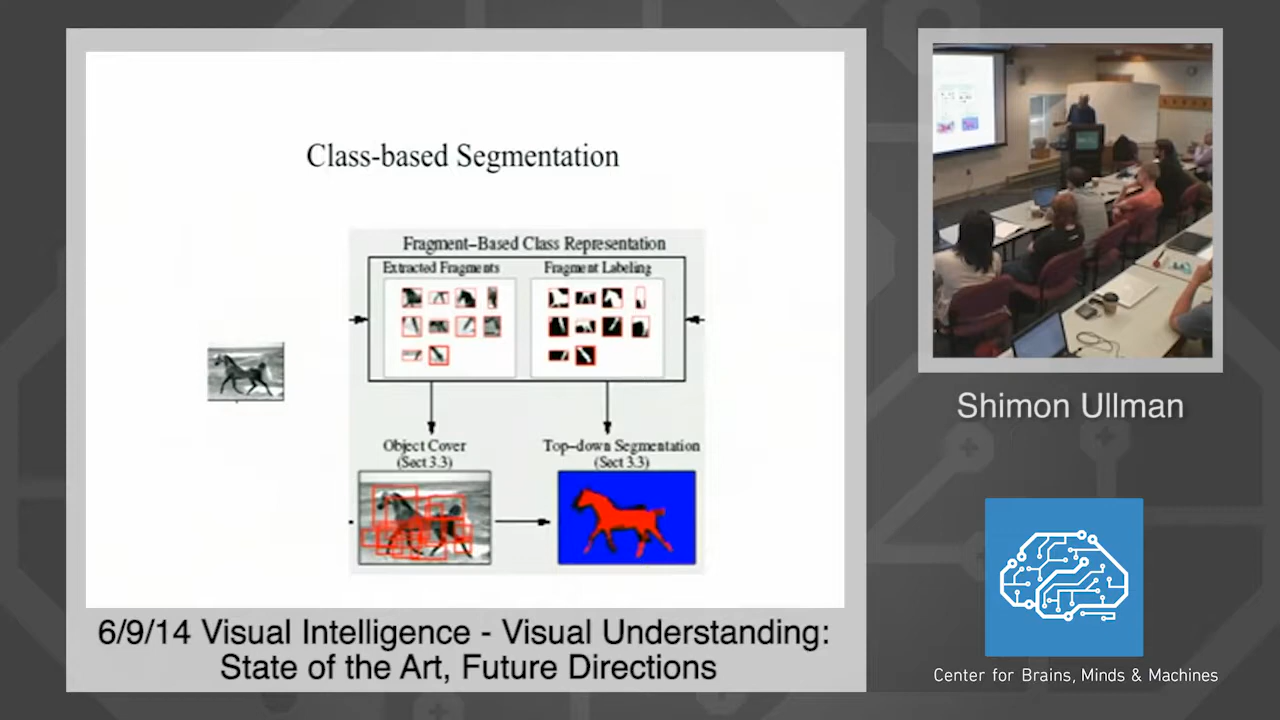 Class-based Segmentation
Fragment-Based Class Representation
Extracted Fragments
Fragment Labeling
Object Cover
(Sect 3.3)
Top-down Segmentation
(Sect 3.3)
6/9/14 Visual Intelligence - Visual Understanding:
State of the Art, Future Directions
Shimon Ullman
Center for Brains, Minds & Machines